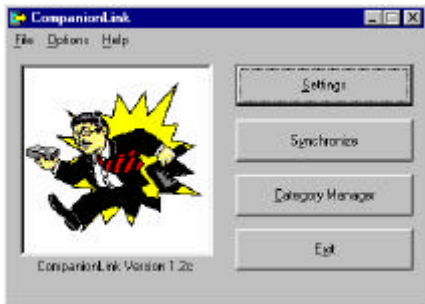 CompanionLink
File Options Help
Settings
Synchronize
Category Manager
Exit
CompanionLink Version 1.2c